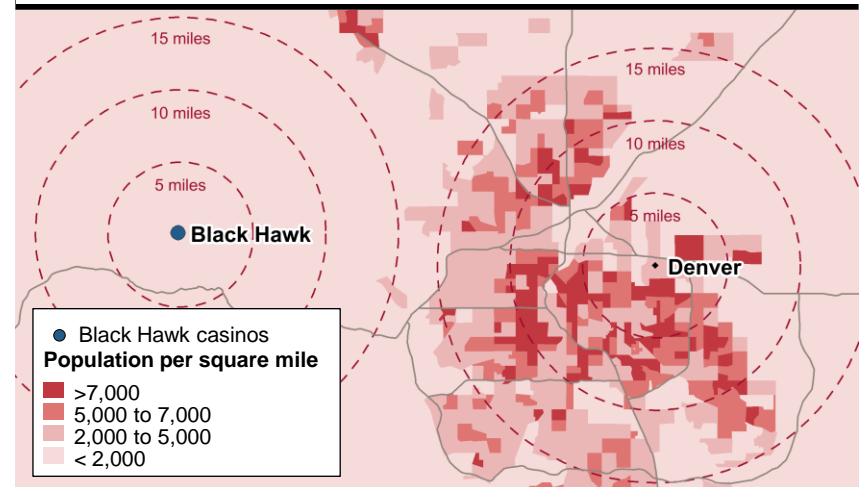 15 miles
10 miles
5 miles
Black Hawk
15 miles
10 miles
5 miles
Denver
Black Hawk casinos
Population per square mile
>7,000
5,000 to 7,000
2,000 to 5,000
< 2,000